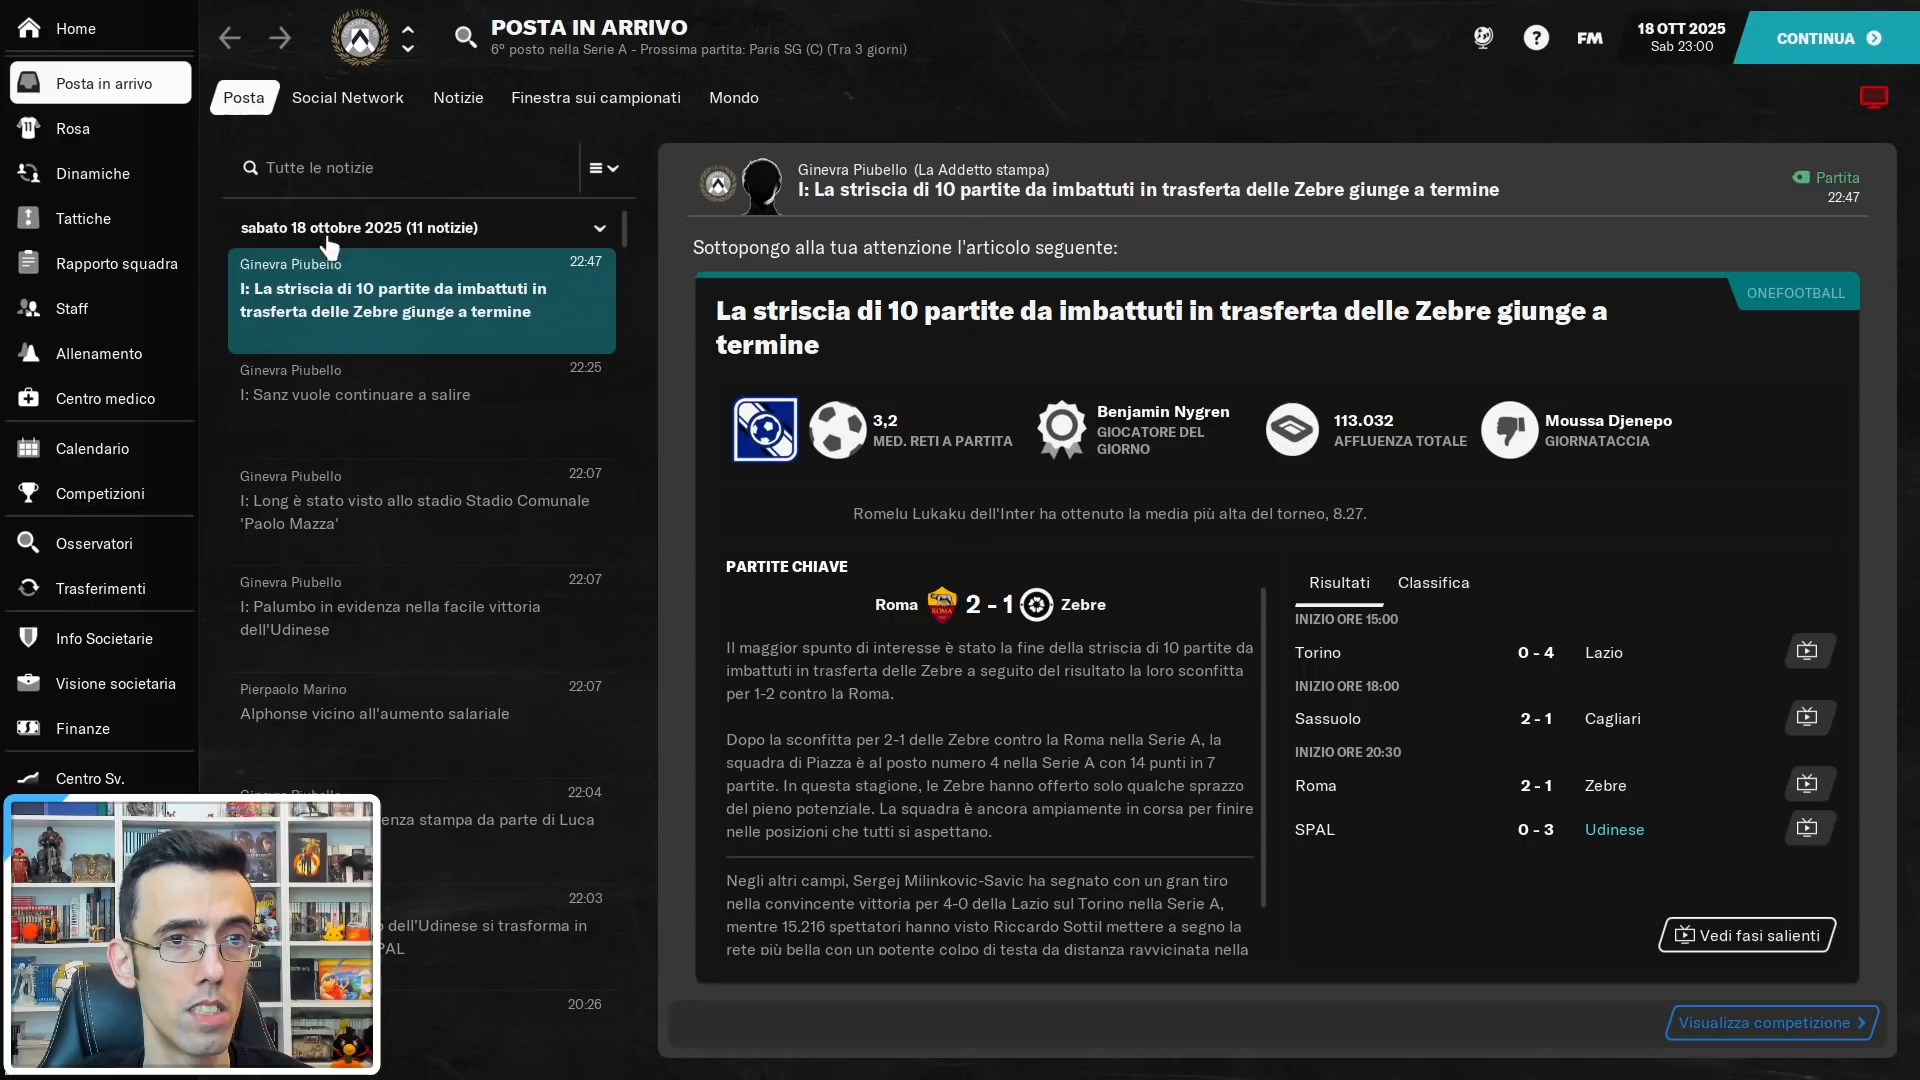 Home
Posta in arrivo
Rosa
Dinamiche
Tattiche
Rapporto squadra
Staff
Allenamento
Centro medico
Calendario
Competizioni
Osservatori
Trasferimenti
Info Societarie
Visione societaria
Finanze
Centro Sv.
POSTA IN ARRIVO
6° posto nella Serie A - Prossima partita: Paris SG (C) (Tra 3 giorni)
FM
18 OTT 2025
Sab 23:00
CONTINUA
Posta
Social Network
Notizie
Finestra sui campionati
Mondo
Tutte le notizie
sabato 18 ottobre 2025 (11 notizie)
Ginevra Piubello 22:47
I: La striscia di 10 partite da imbattuti in
trasferta delle Zebre giunge a termine
Ginevra Piubello 22:25
I: Sanz vuole continuare a salire
Ginevra Piubello 22:07
I: Long è stato visto allo stadio Stadio Comunale
'Paolo Mazza'
Ginevra Piubello 22:07
I: Palumbo in evidenza nella facile vittoria
dell'Udinese
Pierpaolo Marino 22:07
Alphonse vicino all'aumento salariale
22:04
enza stampa da parte di Luca
22:03
dell'Udinese si trasforma in
PAL
20:26
Ginevra Piubello (La Addetto stampa)
I: La striscia di 10 partite da imbattuti in trasferta delle Zebre giunge a termine
Partita
22:47
Sottopongo alla tua attenzione l'articolo seguente:
ONEFOOTBALL
La striscia di 10 partite da imbattuti in trasferta delle Zebre giunge a
termine
3,2
MED. RETI A PARTITA
Benjamin Nygren
GIOCATORE DEL
GIORNO
113.032
AFFLUENZA TOTALE
Moussa Djenepo
GIORNATACCIA
Romelu Lukaku dell'Inter ha ottenuto la media più alta del torneo, 8.27.
PARTITE CHIAVE
Roma 2 - 1 Zebre
Il maggior spunto di interesse è stato la fine della striscia di 10 partite da
imbattuti in trasferta delle Zebre a seguito del risultato la loro sconfitta
per 1-2 contro la Roma.
Dopo la sconfitta per 2-1 delle Zebre contro la Roma nella Serie A, la
squadra di Piazza è al posto numero 4 nella Serie A con 14 punti in 7
partite. In questa stagione, le Zebre hanno offerto solo qualche sprazzo
del pieno potenziale. La squadra è ancora ampiamente in corsa per finire
nelle posizioni che tutti si aspettano.
Negli altri campi, Sergej Milinkovic-Savic ha segnato con un gran tiro
nella convincente vittoria per 4-0 della Lazio sul Torino nella Serie A,
mentre 15.216 spettatori hanno visto Riccardo Sottil mettere a segno la
rete più bella con un potente colpo di testa da distanza ravvicinata nella
Risultati
Classifica
INIZIO ORE 15:00
Torino 0 - 4 Lazio
INIZIO ORE 18:00
Sassuolo 2 - 1 Cagliari
INIZIO ORE 20:30
Roma 2 - 1 Zebre
SPAL 0 - 3 Udinese
Vedi fasi salienti
Visualizza competizione